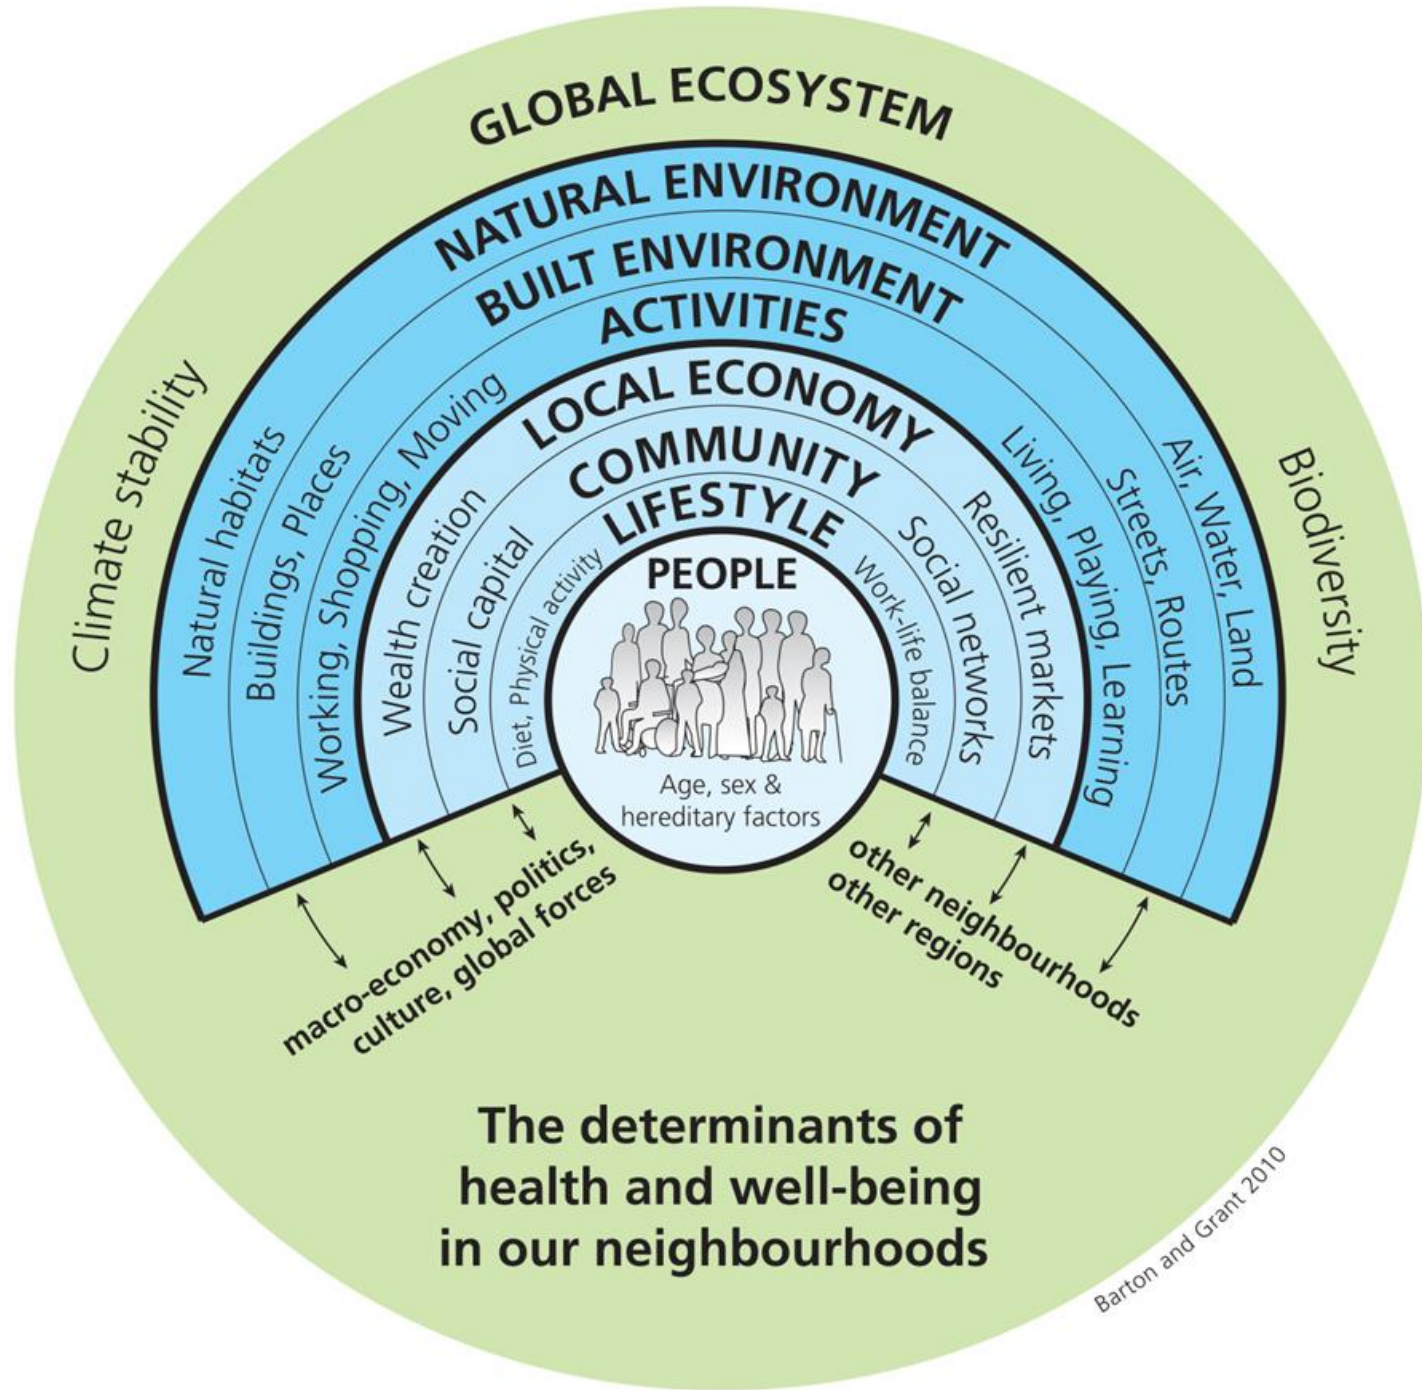 GLOBAL ECOSYSTEM
NATURAL ENVIRONMENT
BUILT ENVIRONMENT
ACTIVITIES
LOCAL ECONOMY
COMMUNITY
LIFESTYLE
PEOPLE
Age, sex &
hereditary factors
Climate stability
Natural habitats
Buildings, Places
Working, Shopping, Moving
Wealth creation
Social capital
Diet, Physical activity
Work-life balance
Social networks
Resilient markets
Living, Playing, Learning
Streets, Routes
Air, Water, Land
Biodiversity
macro-economy, politics,
culture, global forces
other neighbourhoods
other regions
The determinants of
health and well-being
in our neighbourhoods
Barton and Grant 2010